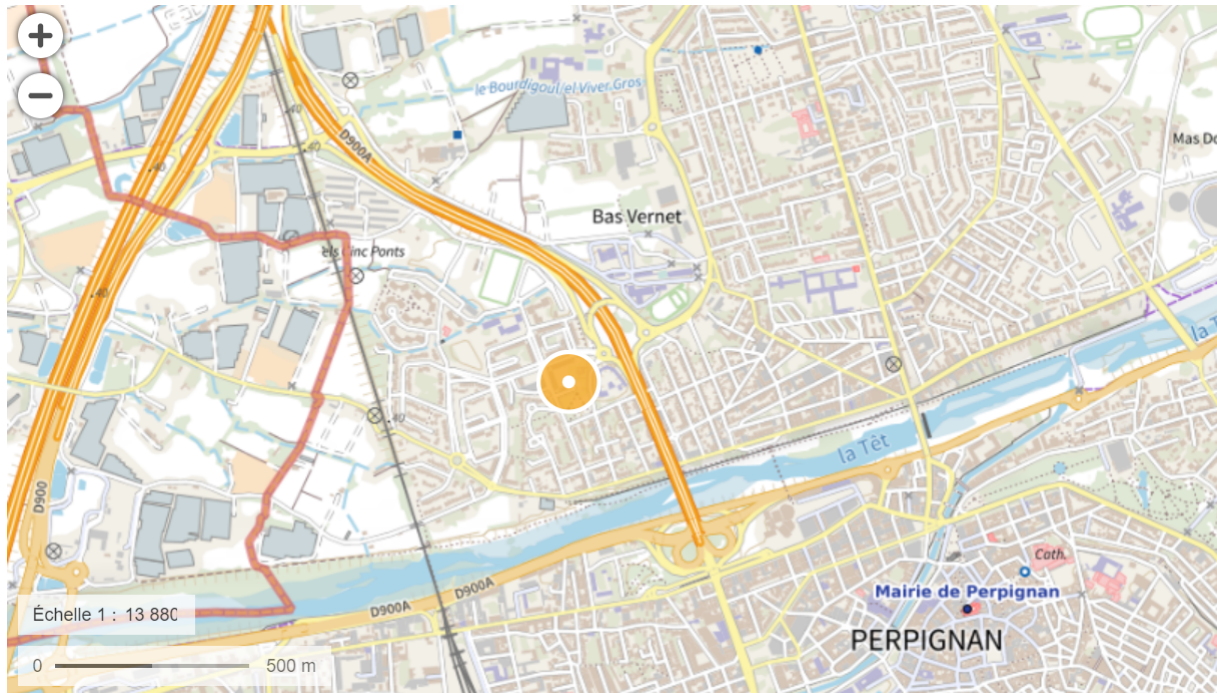 +
−
le Bourdigoul/el Viver Gros
40
D900A
Mas Do
40
Bas Vernet
els Cinc Ponts
40
la T
40
la Têt
D900
Cath.
Mairie de Perpignan
Échelle 1 : 13 880
D900A
D900A
PERPIGNAN
0
500 m